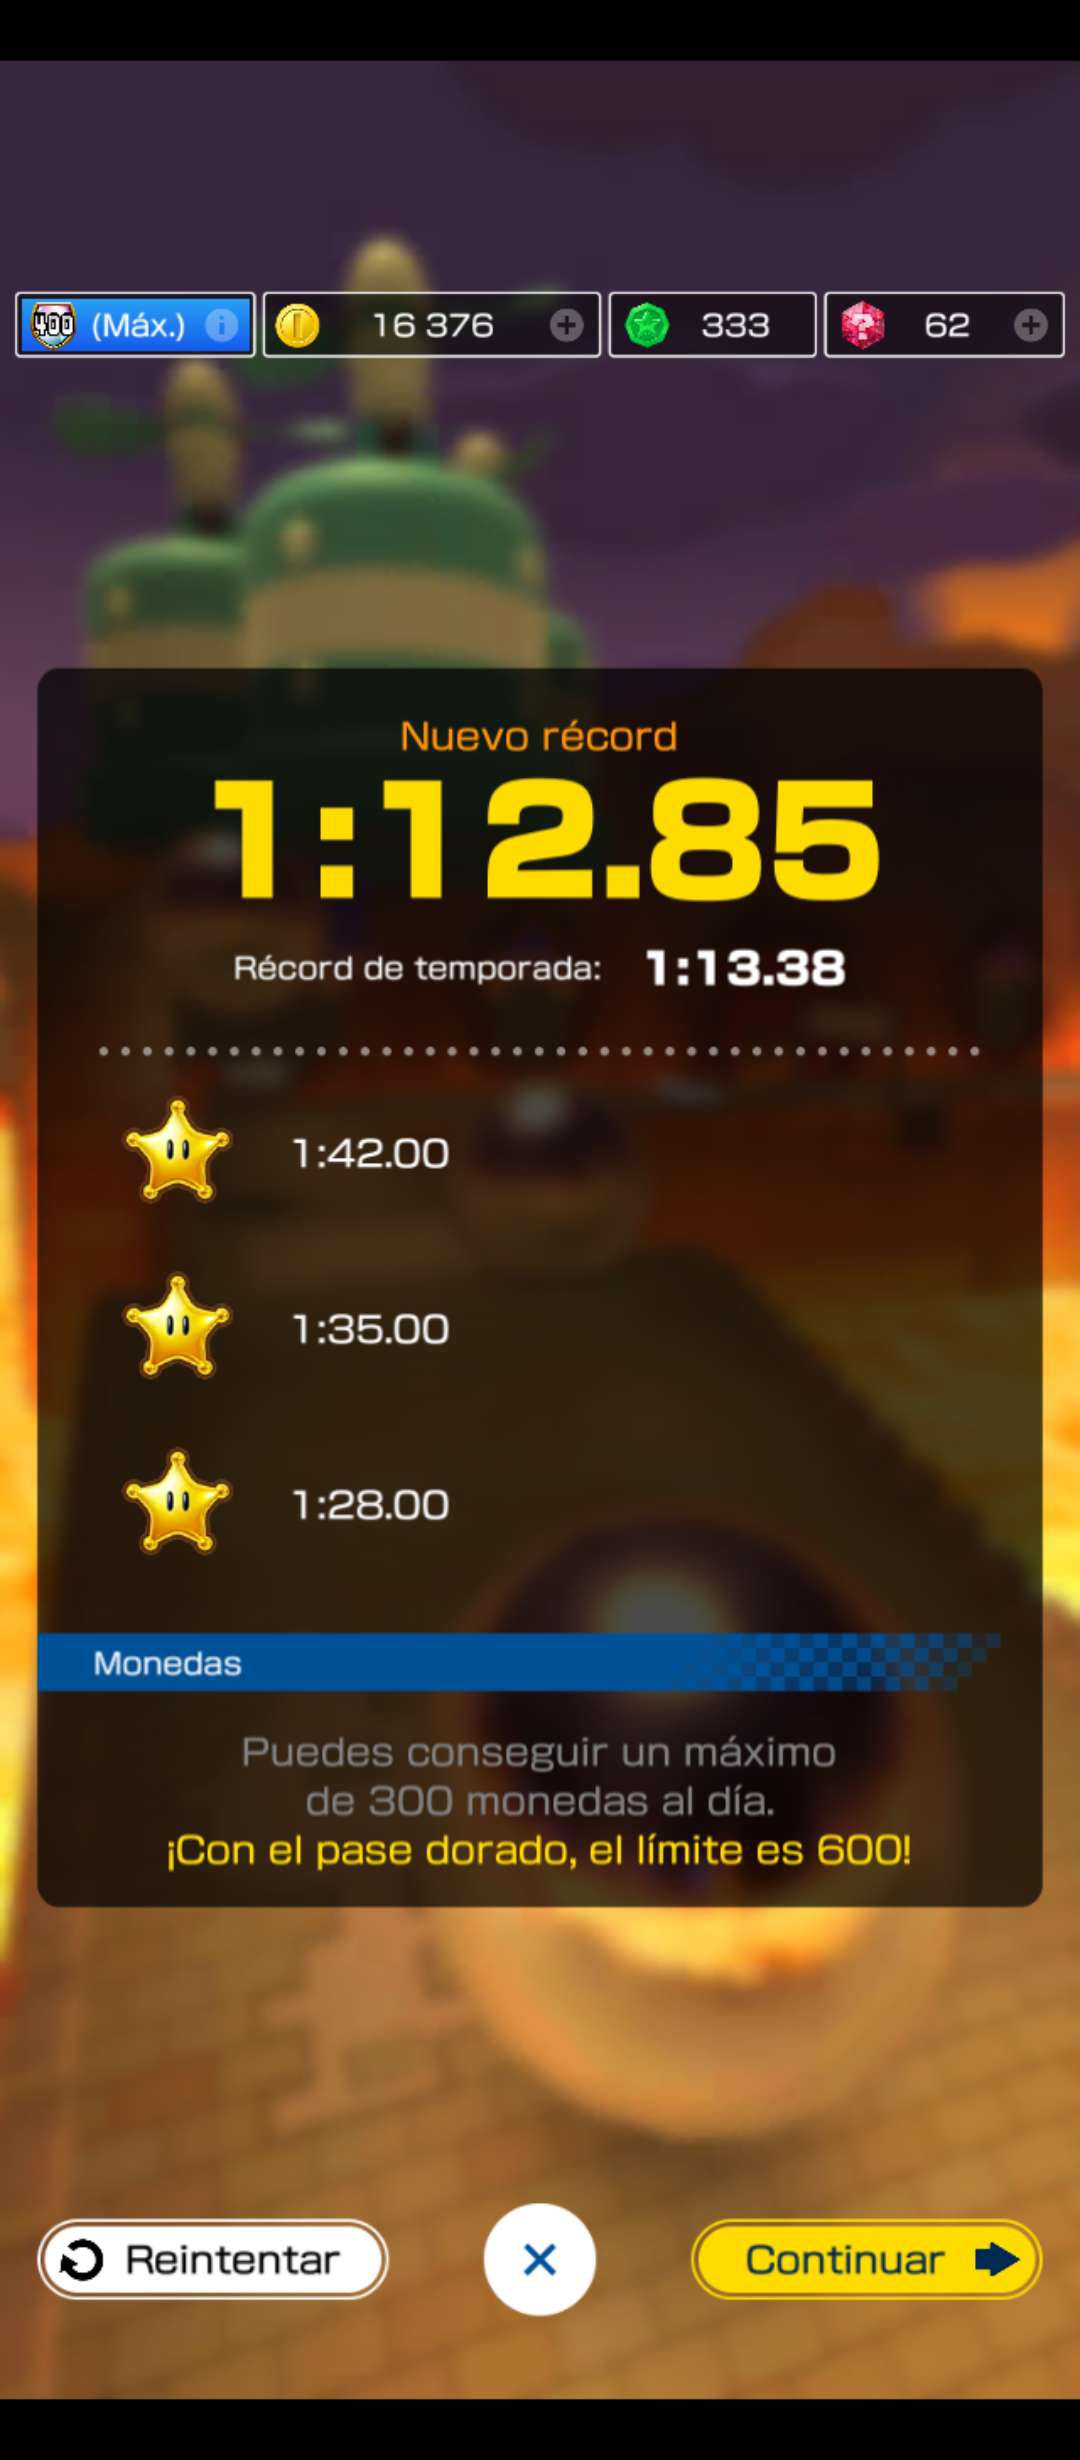 400 (Máx.) i 16 376 + 333 ? 62 +
Nuevo récord
1:12.85
Récord de temporada: 1:13.38
1:42.00
1:35.00
1:28.00
Monedas
Puedes conseguir un máximo
de 300 monedas al día.
¡Con el pase dorado, el límite es 600!
Reintentar × Continuar